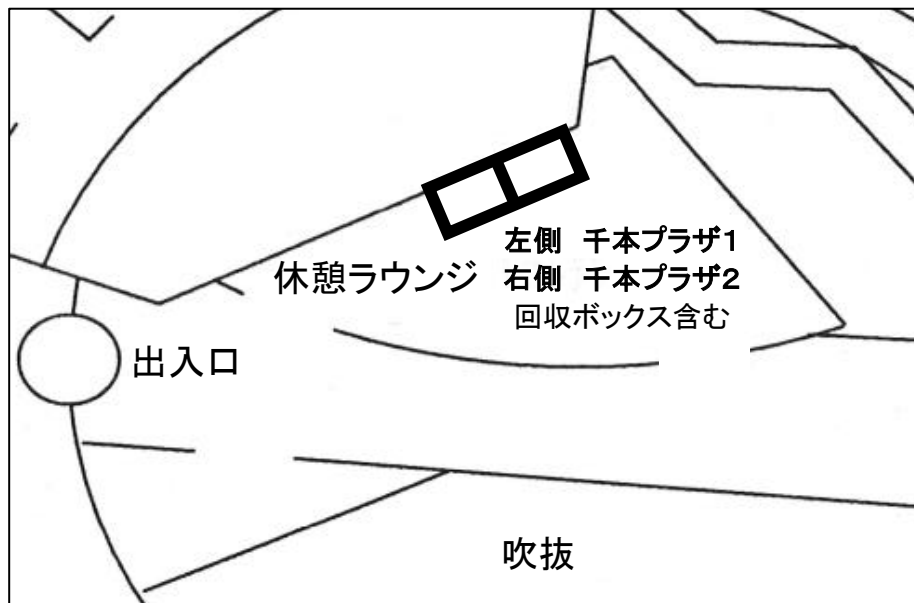 左側　千本プラザ1
休憩ラウンジ　右側　千本プラザ2
回収ボックス含む
出入口
吹抜